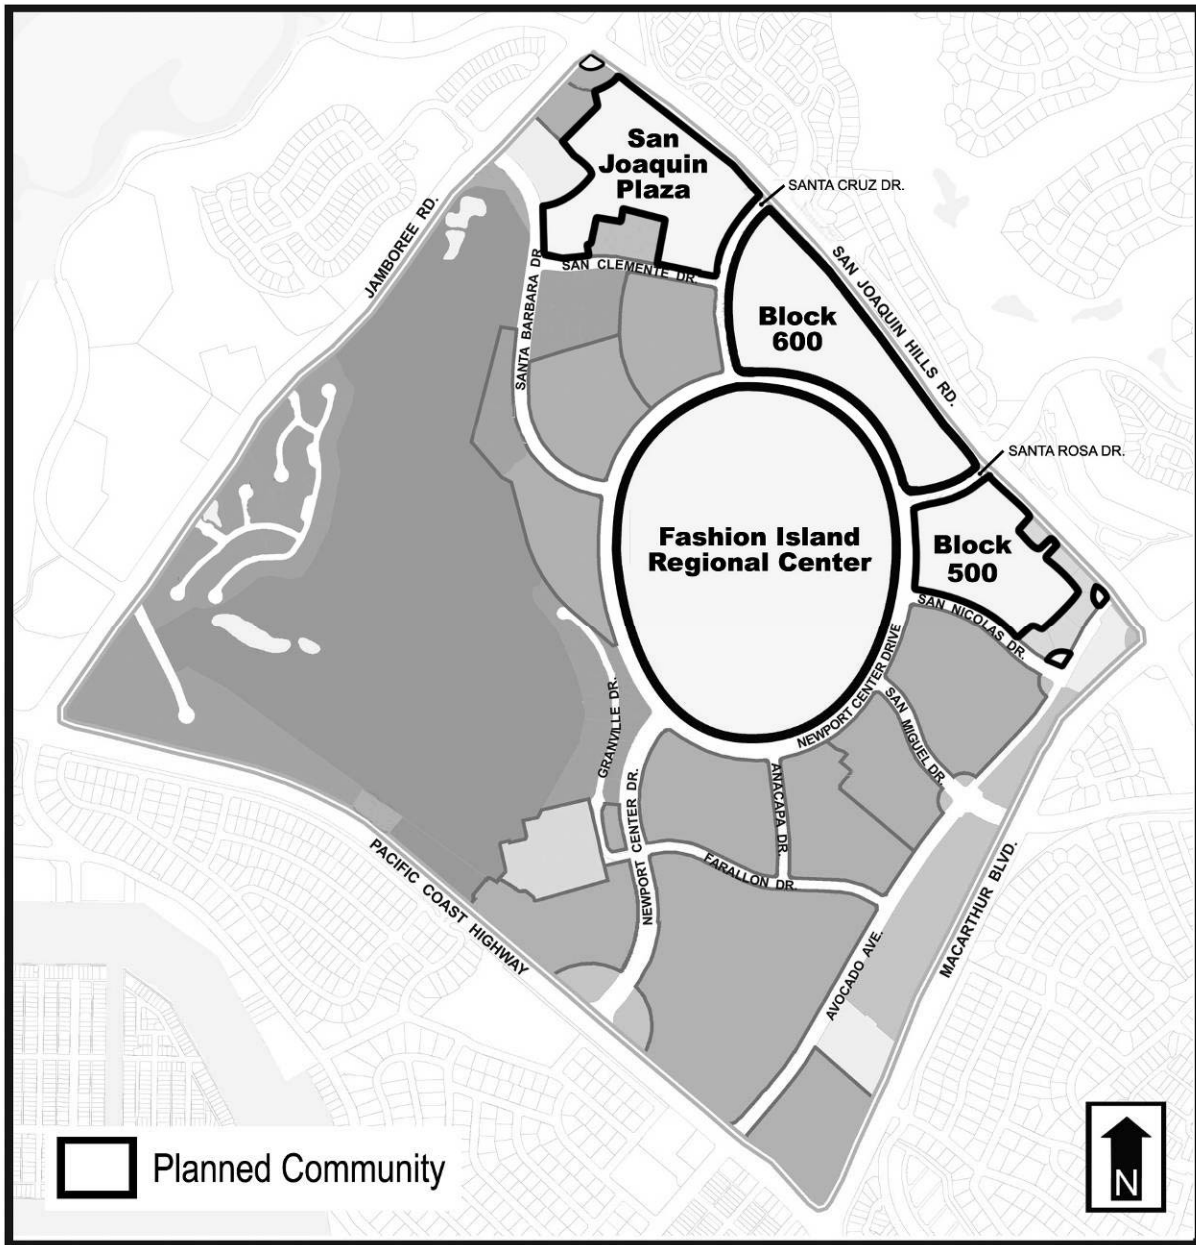 San
Joaquin
Plaza
SANTA CRUZ DR.
JAMBOREE RD.
SAN CLEMENTE DR.
SANTA BARBARA DR.
SAN JOAQUIN HILLS RD.
Block
600
SANTA ROSA DR.
Fashion Island
Regional Center
Block
500
SAN NICOLAS DR.
NEWPORT CENTER DRIVE
SAN MIGUEL DR.
GRANVILLE DR.
ANACAPA DR.
NEWPORT CENTER DR.
FARALLON DR.
PACIFIC COAST HIGHWAY
AVOCADO AVE.
MACARTHUR BLVD.
Planned Community
N